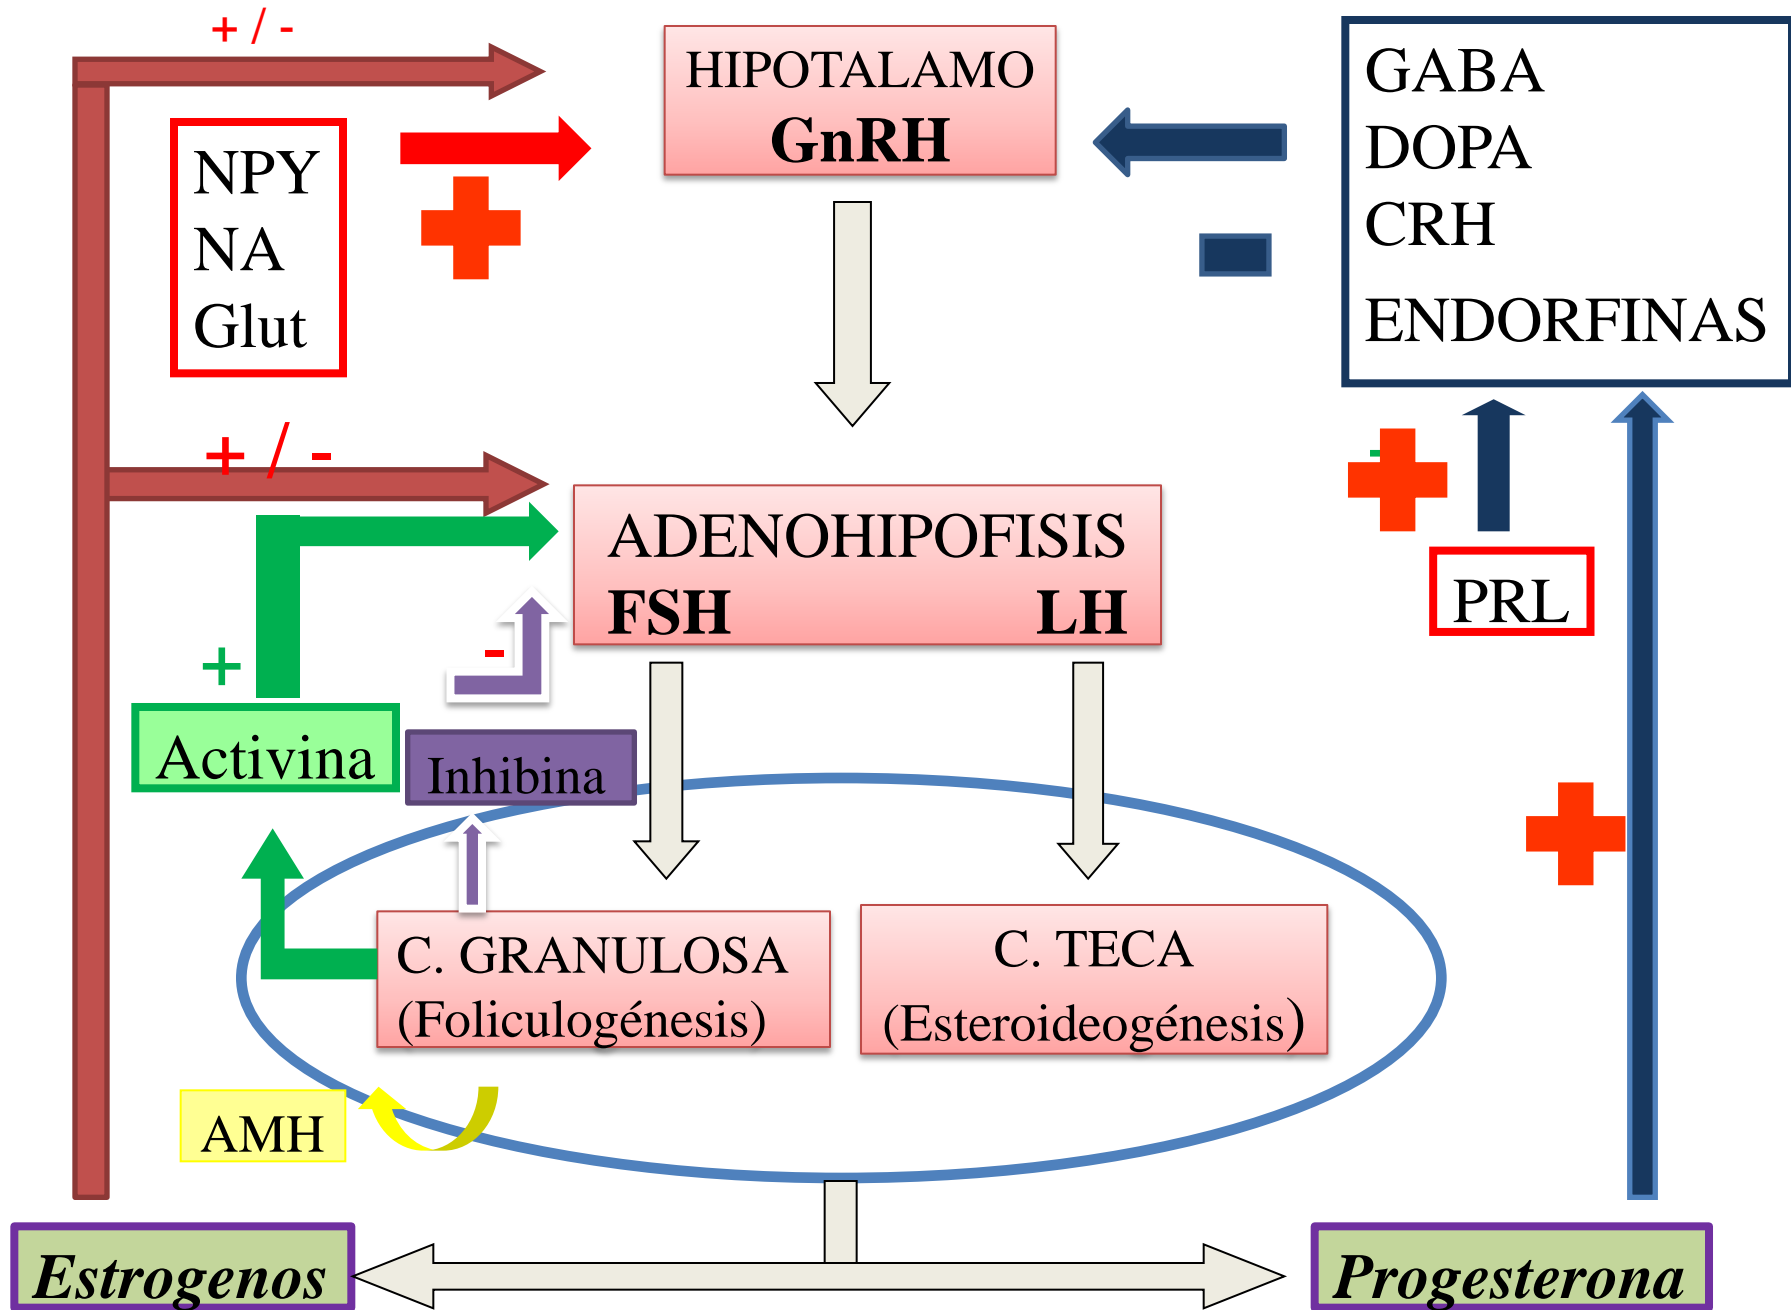 + / -
HIPOTALAMO
GnRH
NPY
NA
Glut
GABA
DOPA
CRH
ENDORFINAS
+ / -
ADENOHIPOFISIS
FSH LH
-
PRL
+
-
Activina
Inhibina
C. GRANULOSA
(Foliculogénesis)
C. TECA
(Esteroideogénesis)
AMH
Estrogenos
Progesterona